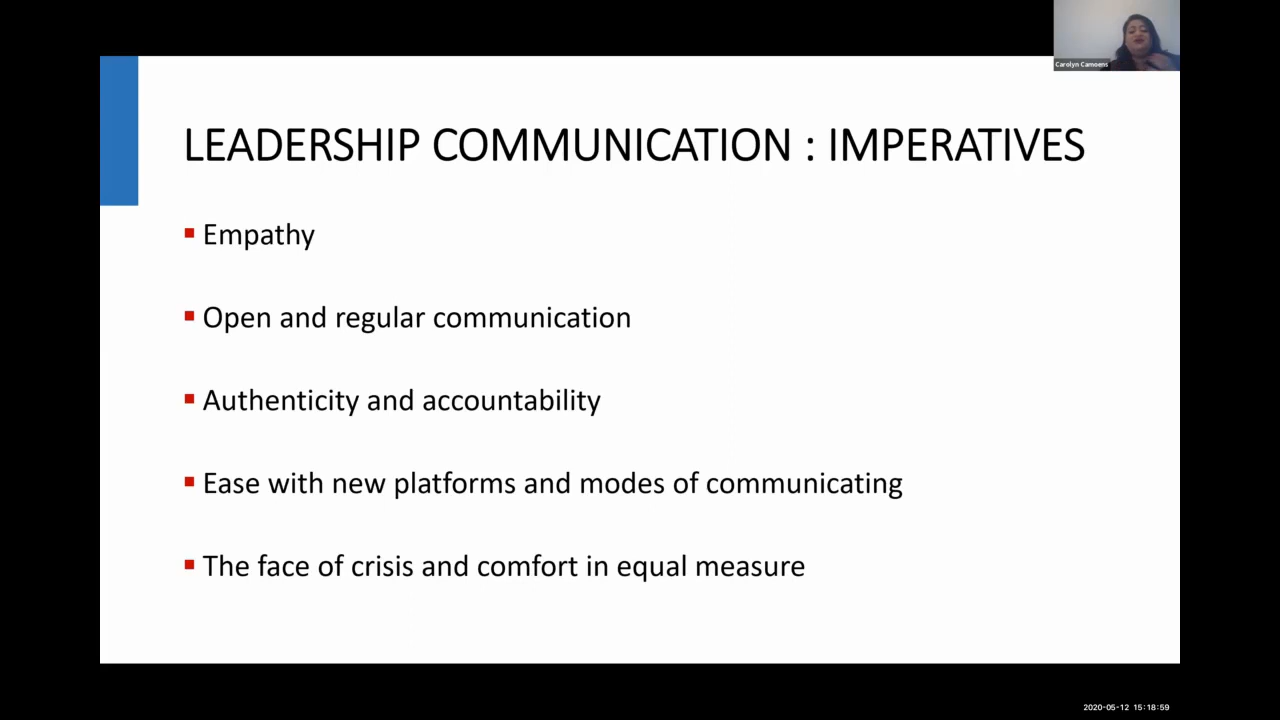 Carolyn Camoens
LEADERSHIP COMMUNICATION : IMPERATIVES
▪ Empathy
▪ Open and regular communication
▪ Authenticity and accountability
▪ Ease with new platforms and modes of communicating
▪ The face of crisis and comfort in equal measure
2020-05-12 15:18:59